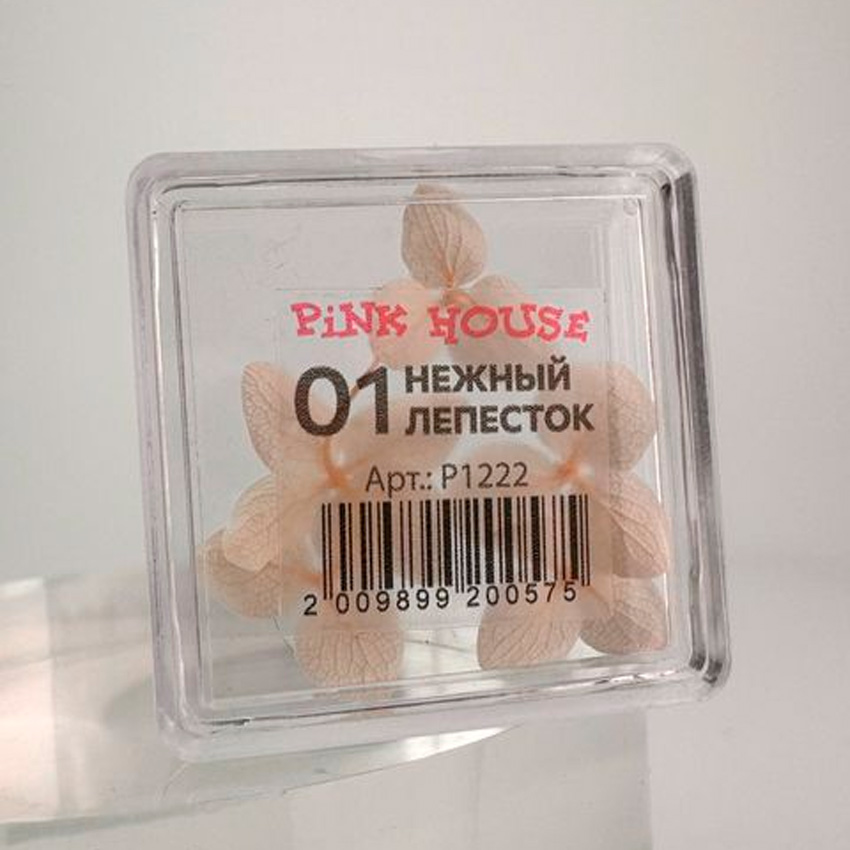 PiNK HOUSE
01 НЕЖНЫЙ
ЛЕПЕСТОК
Арт.: P1222
2 009899 200575